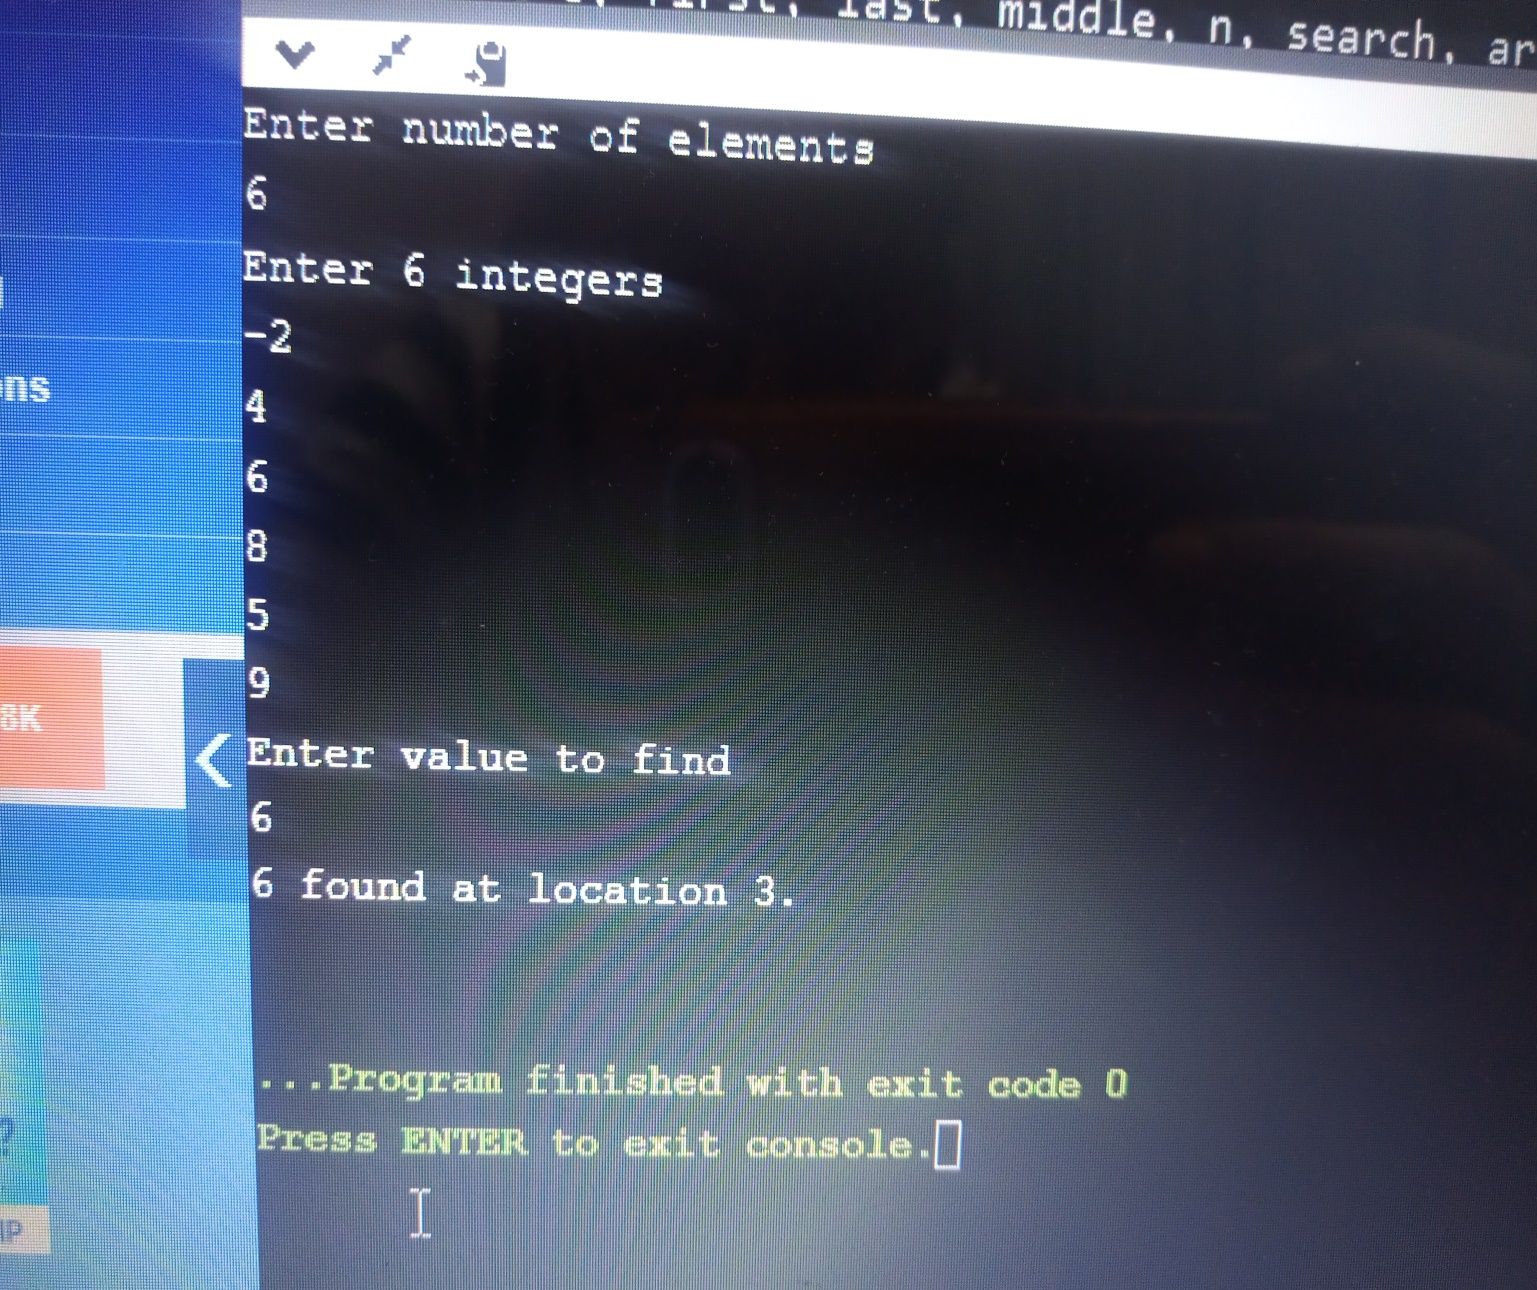 last, middle, n, search, ar
Enter number of elements
6
Enter 6 integers
-2
4
6
8
5
9
Enter value to find
6
6 found at location 3.
...Program finished with exit code 0
Press ENTER to exit console.
ns
8K
?
IP